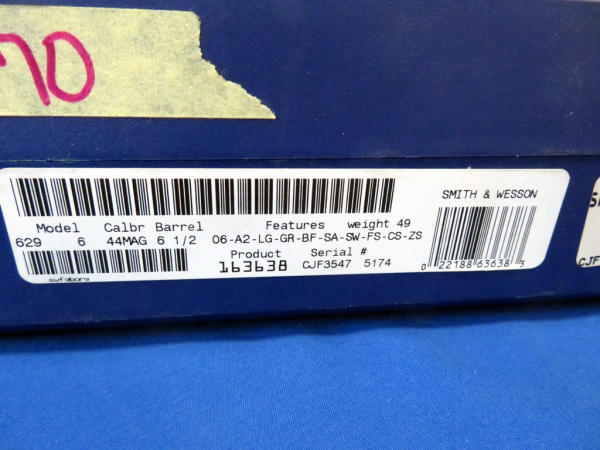 70
SMITH & WESSON
Model Calbr Barrel Features weight 49
629 6 44MAG 6 1/2 06-A2-LG-GR-BF-SA-SW-FS-CS-ZS
Product Serial #
163638 CJF3547 5174
0 22188 63638 3
CJF